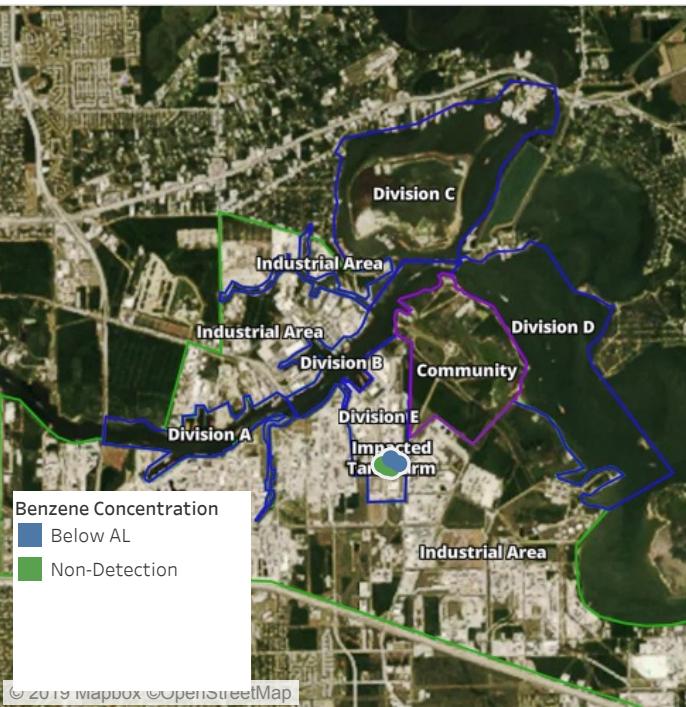 Division C
Industrial Area
Division D
Industrial Area
Division B
Community
Division E
Division A
Impacted
Benzene Concentration
Below AL
Non-Detection
Industrial Area
© 2019 Mapbox ©OpenStreetMap